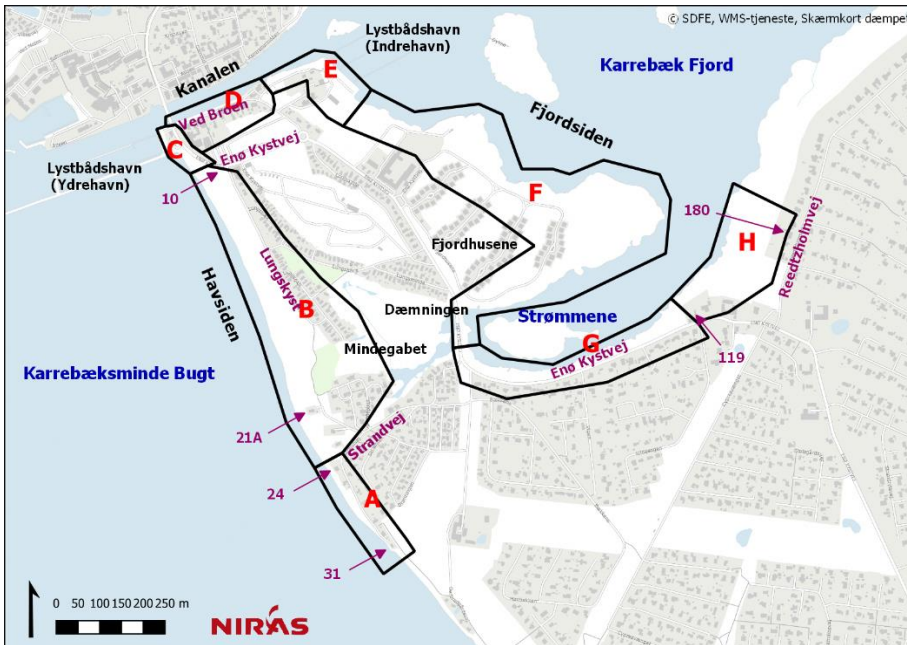 © SDFE, WMS-tjeneste, Skærmkort dæmpet
Lystbådshavn
(Indrehavn)
Kanalen
E
Karrebæk Fjord
D
Ved Broen
Fjordsiden
C
Enø Kystvej
Lystbådshavn
(Ydrehavn)
10
F
180
H
Reedtzholmvej
Fjordhusene
Lungskyst
B
Havsiden
Dæmningen
Strømmene
Mindegabet
G
Enø Kystvej
119
Karrebæksminde Bugt
21A
Strandvej
24
A
31
0 50 100 150 200 250 m
NIRAS